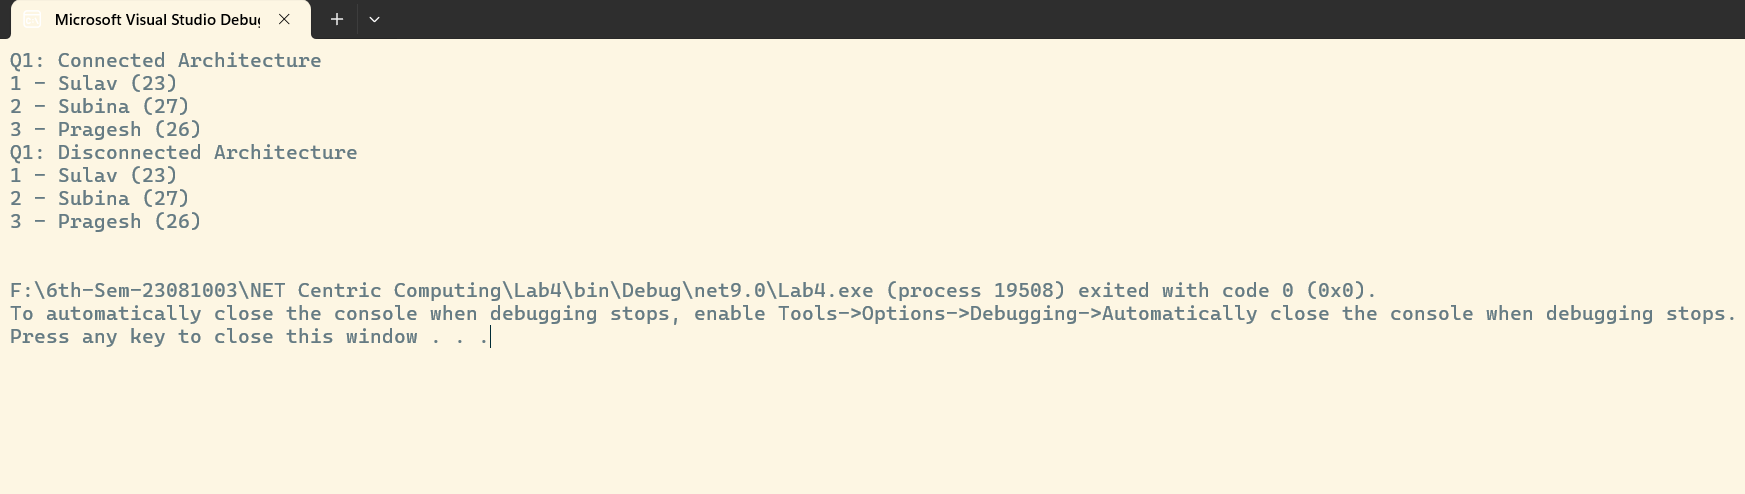 Microsoft Visual Studio Debug
Q1: Connected Architecture
1 - Sulav (23)
2 - Subina (27)
3 - Pragesh (26)
Q1: Disconnected Architecture
1 - Sulav (23)
2 - Subina (27)
3 - Pragesh (26)
F:\6th-Sem-23081003\NET Centric Computing\Lab4\bin\Debug\net9.0\Lab4.exe (process 19508) exited with code 0 (0x0).
To automatically close the console when debugging stops, enable Tools->Options->Debugging->Automatically close the console when debugging stops.
Press any key to close this window . . .